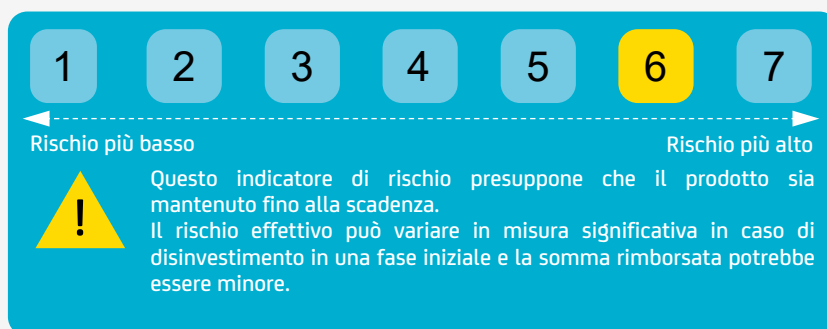 1 2 3 4 5 6 7
Rischio più basso Rischio più alto
Questo indicatore di rischio presuppone che il prodotto sia
mantenuto fino alla scadenza.
Il rischio effettivo può variare in misura significativa in caso di
disinvestimento in una fase iniziale e la somma rimborsata potrebbe
essere minore.
!